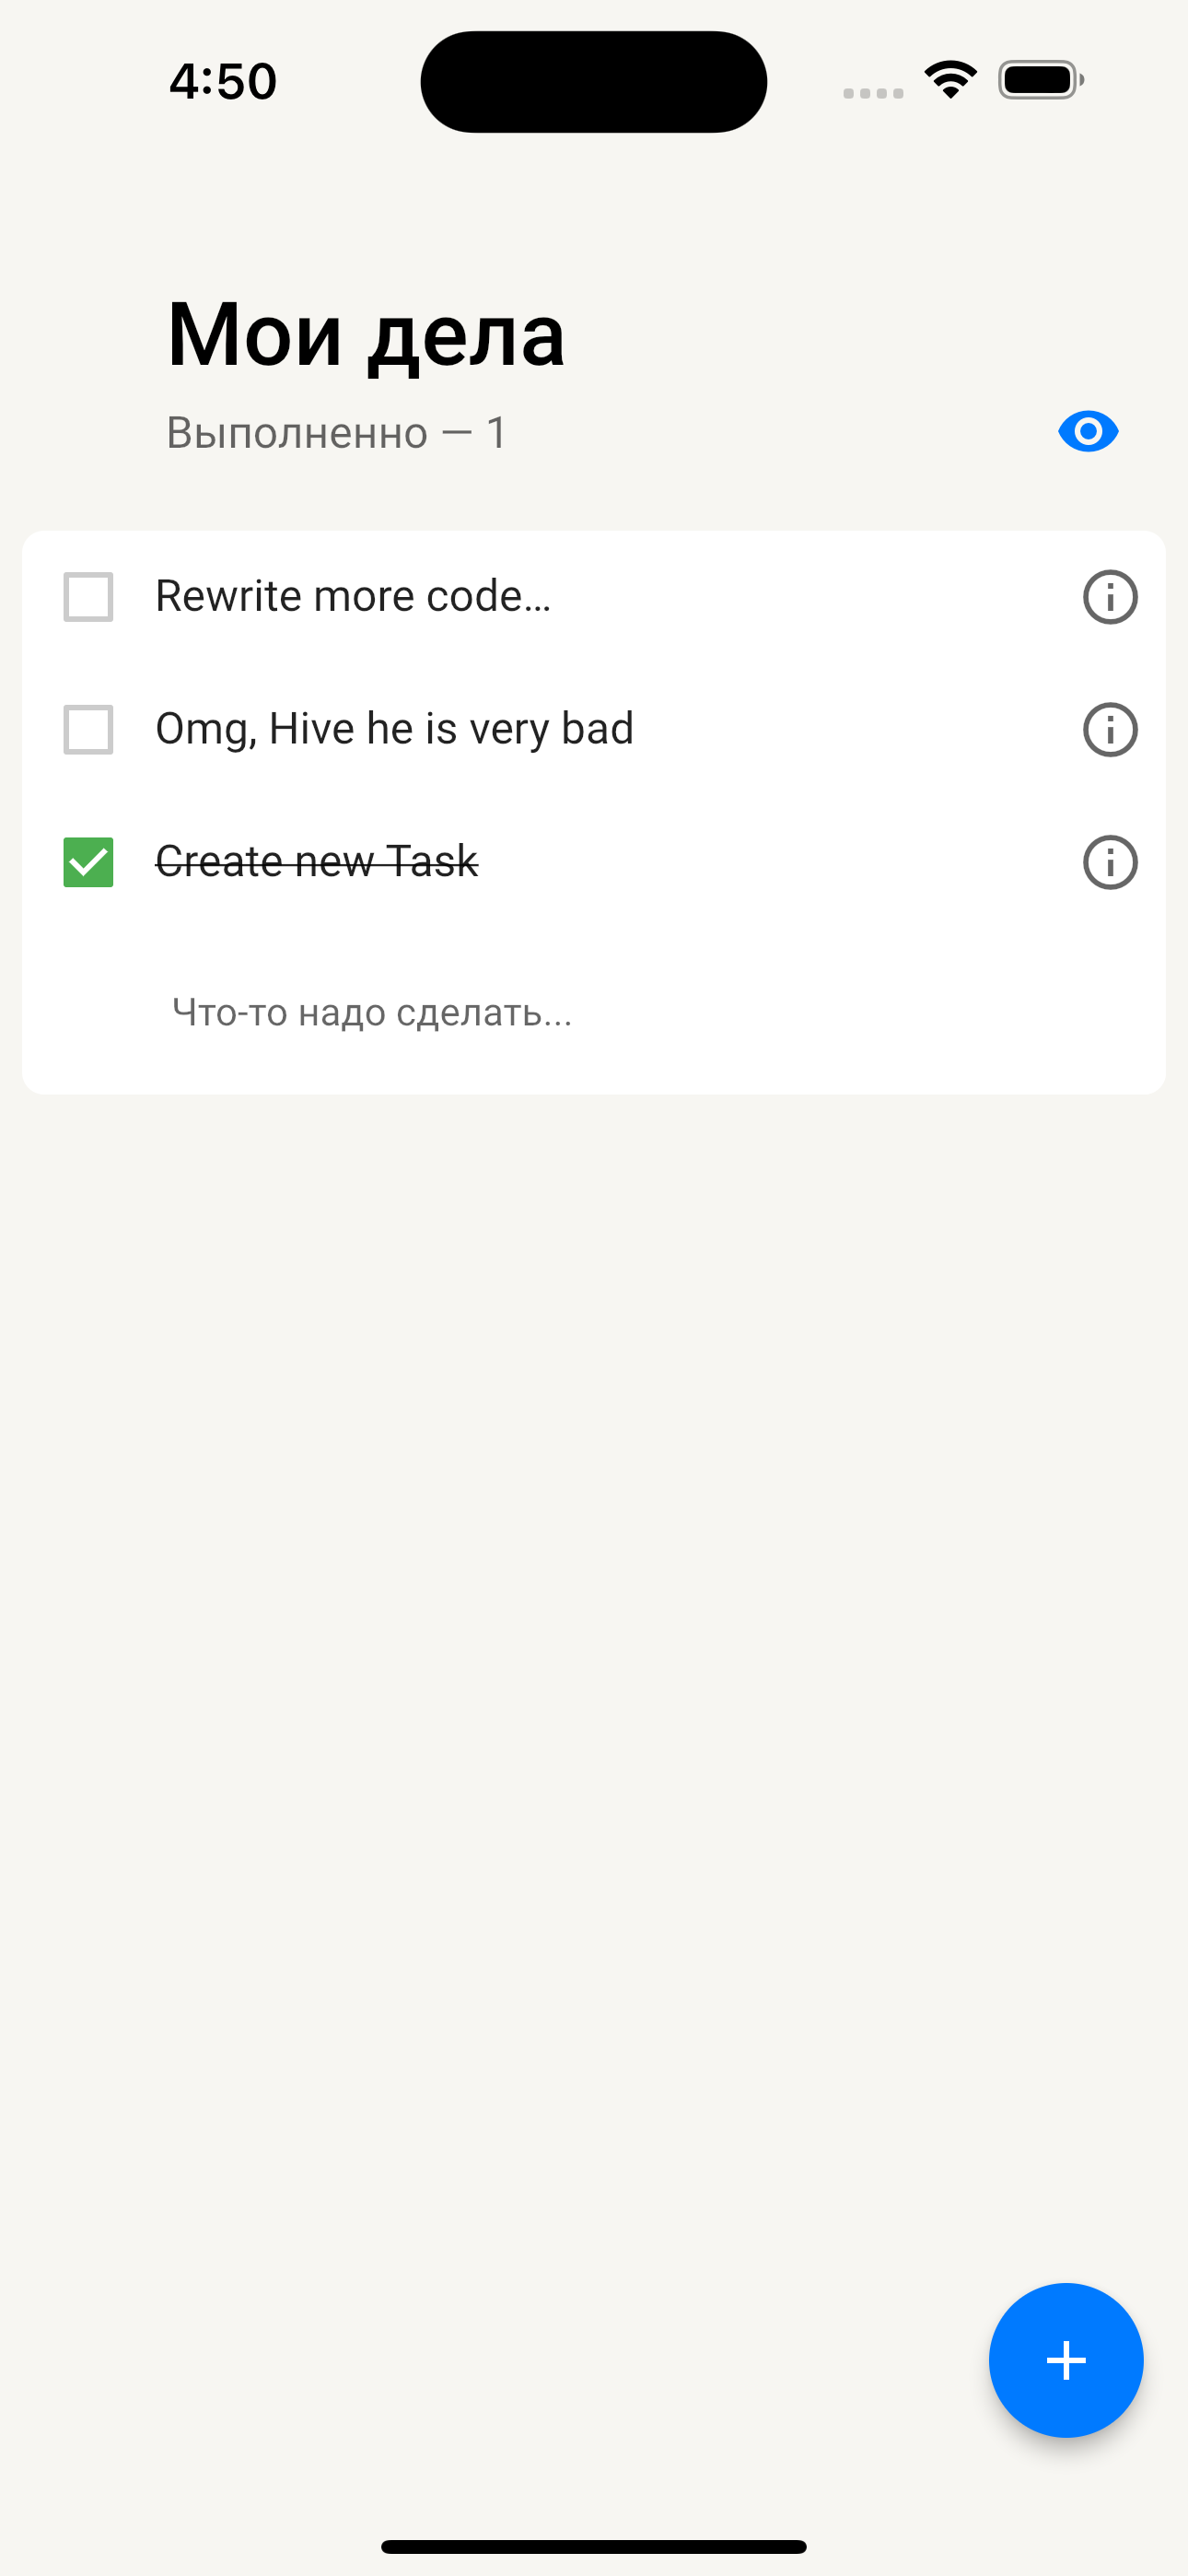 4:50
Мои дела
Выполненно — 1
Rewrite more code...
Omg, Hive he is very bad
Create new Task
Что-то надо сделать...